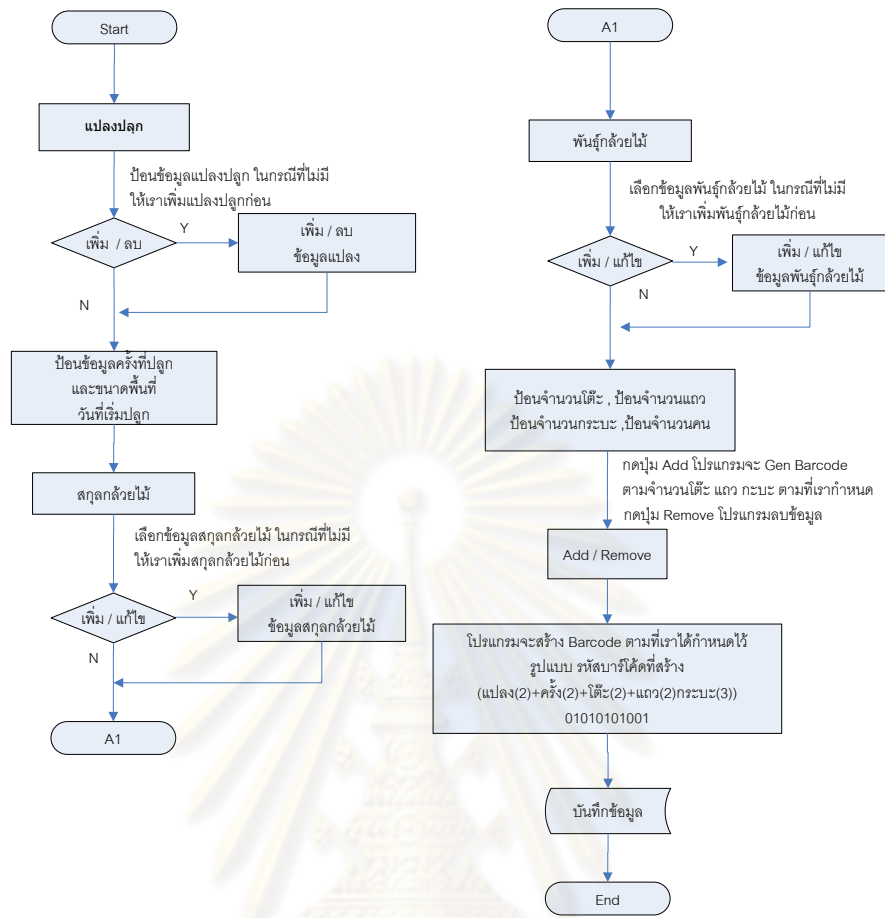 Start
แปลงปลูก
ป้อนข้อมูลแปลงปลูก ในกรณีที่ไม่มี
ให้เราเพิ่มแปลงปลูกก่อน
เพิ่ม / ลบ
Y
เพิ่ม / ลบ
ข้อมูลแปลง
N
ป้อนข้อมูลครั้งที่ปลูก
และขนาดพื้นที่
วันที่เริ่มปลูก
สกุลกล้วยไม้
เลือกข้อมูลสกุลกล้วยไม้ ในกรณีที่ไม่มี
ให้เราเพิ่มสกุลกล้วยไม้ก่อน
เพิ่ม / แก้ไข
Y
เพิ่ม / แก้ไข
ข้อมูลสกุลกล้วยไม้
N
A1
A1
พันธุ์กล้วยไม้
เลือกข้อมูลพันธุ์กล้วยไม้ ในกรณีที่ไม่มี
ให้เราเพิ่มพันธุ์กล้วยไม้ก่อน
เพิ่ม / แก้ไข
Y
เพิ่ม / แก้ไข
ข้อมูลพันธุ์กล้วยไม้
N
ป้อนจำนวนโต๊ะ , ป้อนจำนวนแถว
ป้อนจำนวนกระบะ ,ป้อนจำนวนคน
กดปุ่ม Add โปรแกรมจะ Gen Barcode
ตามจำนวนโต๊ะ แถว กะบะ ตามที่เรากำหนด
กดปุ่ม Remove โปรแกรมลบข้อมูล
Add / Remove
โปรแกรมจะสร้าง Barcode ตามที่เราได้กำหนดไว้
รูปแบบ รหัสบาร์โค้ดที่สร้าง
(แปลง(2)+ครั้ง(2)+โต๊ะ(2)+แถว(2)กระบะ(3))
01010101001
บันทึกข้อมูล
End